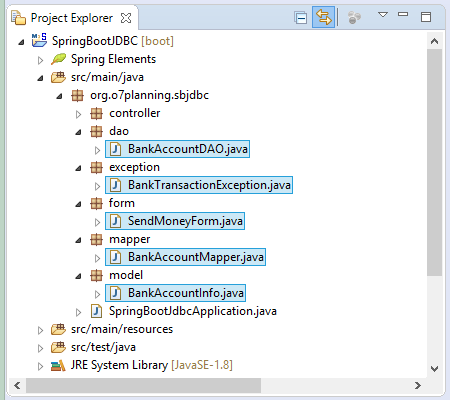 Project Explorer
SpringBootJDBC [boot]
Spring Elements
src/main/java
org.o7planning.sbjdbc
controller
dao
BankAccountDAO.java
exception
BankTransactionException.java
form
SendMoneyForm.java
mapper
BankAccountMapper.java
model
BankAccountInfo.java
SpringBootJdbcApplication.java
src/main/resources
src/test/java
JRE System Library [JavaSE-1.8]